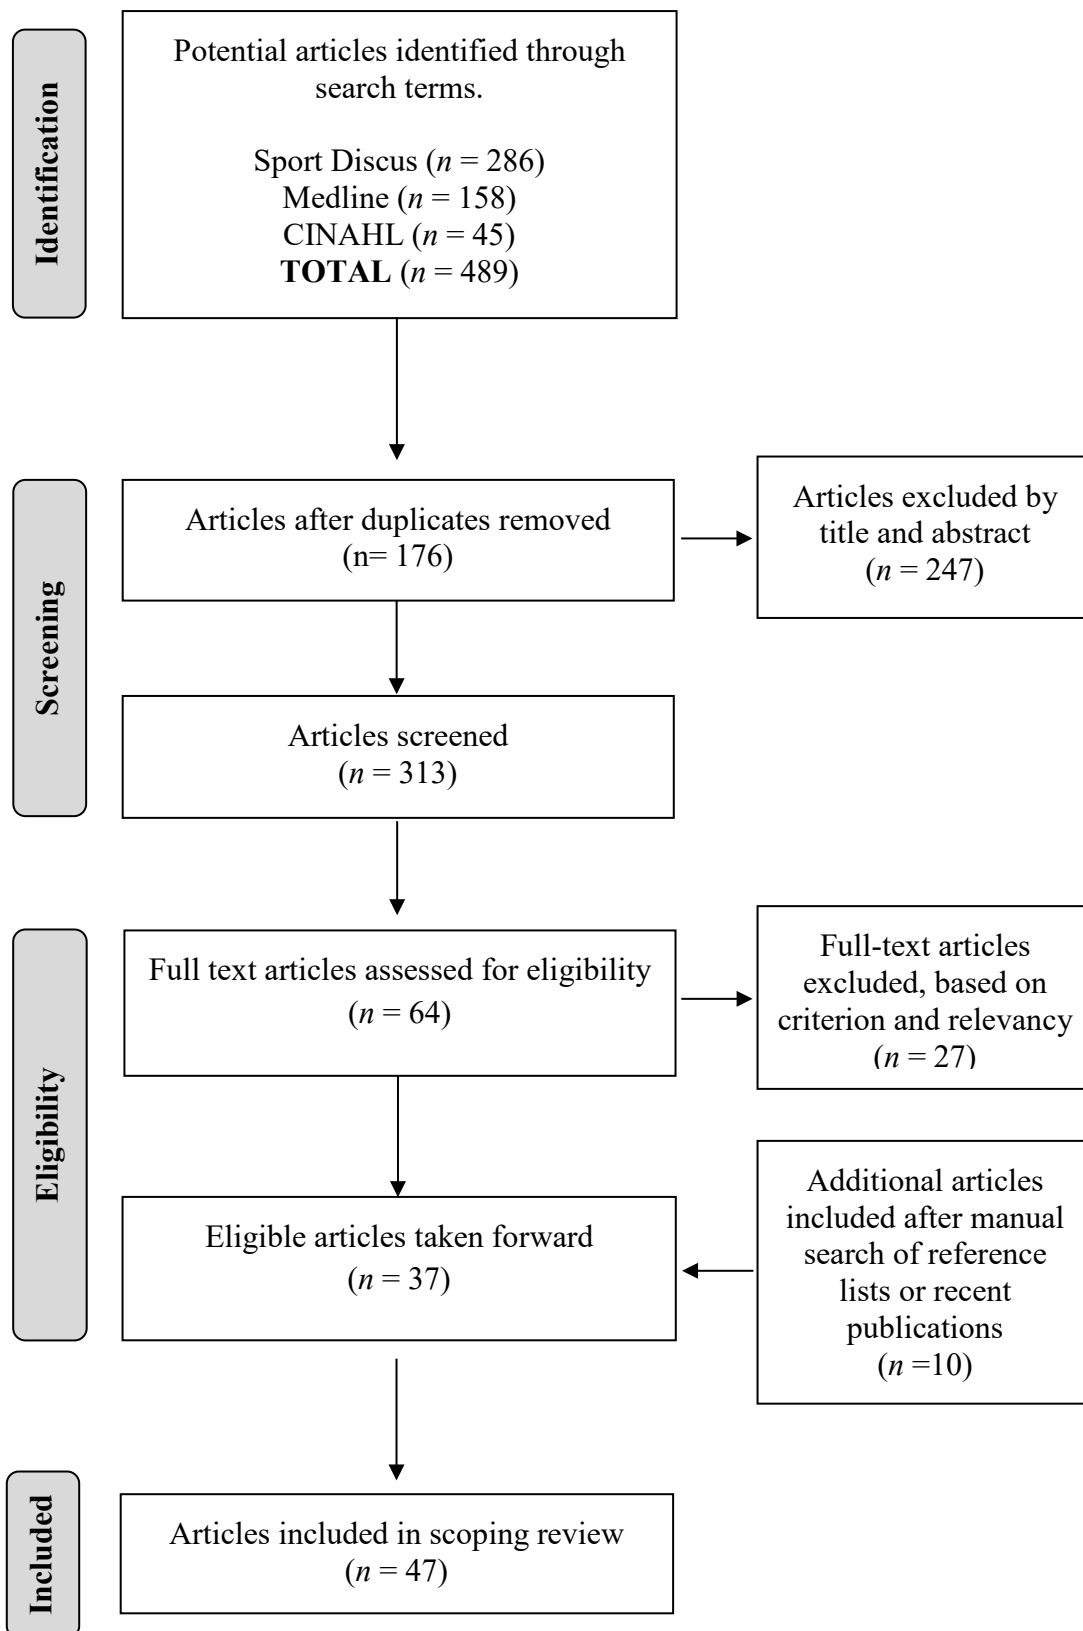 Identification
Potential articles identified through
search terms.
Sport Discus (n = 286)
Medline (n = 158)
CINAHL (n = 45)
TOTAL (n = 489)
Screening
Articles after duplicates removed
(n= 176)
Articles excluded by
title and abstract
(n = 247)
Articles screened
(n = 313)
Eligibility
Full text articles assessed for eligibility
(n = 64)
Full-text articles
excluded, based on
criterion and relevancy
(n = 27)
Eligible articles taken forward
(n = 37)
Additional articles
included after manual
search of reference
lists or recent
publications
(n =10)
Included
Articles included in scoping review
(n = 47)